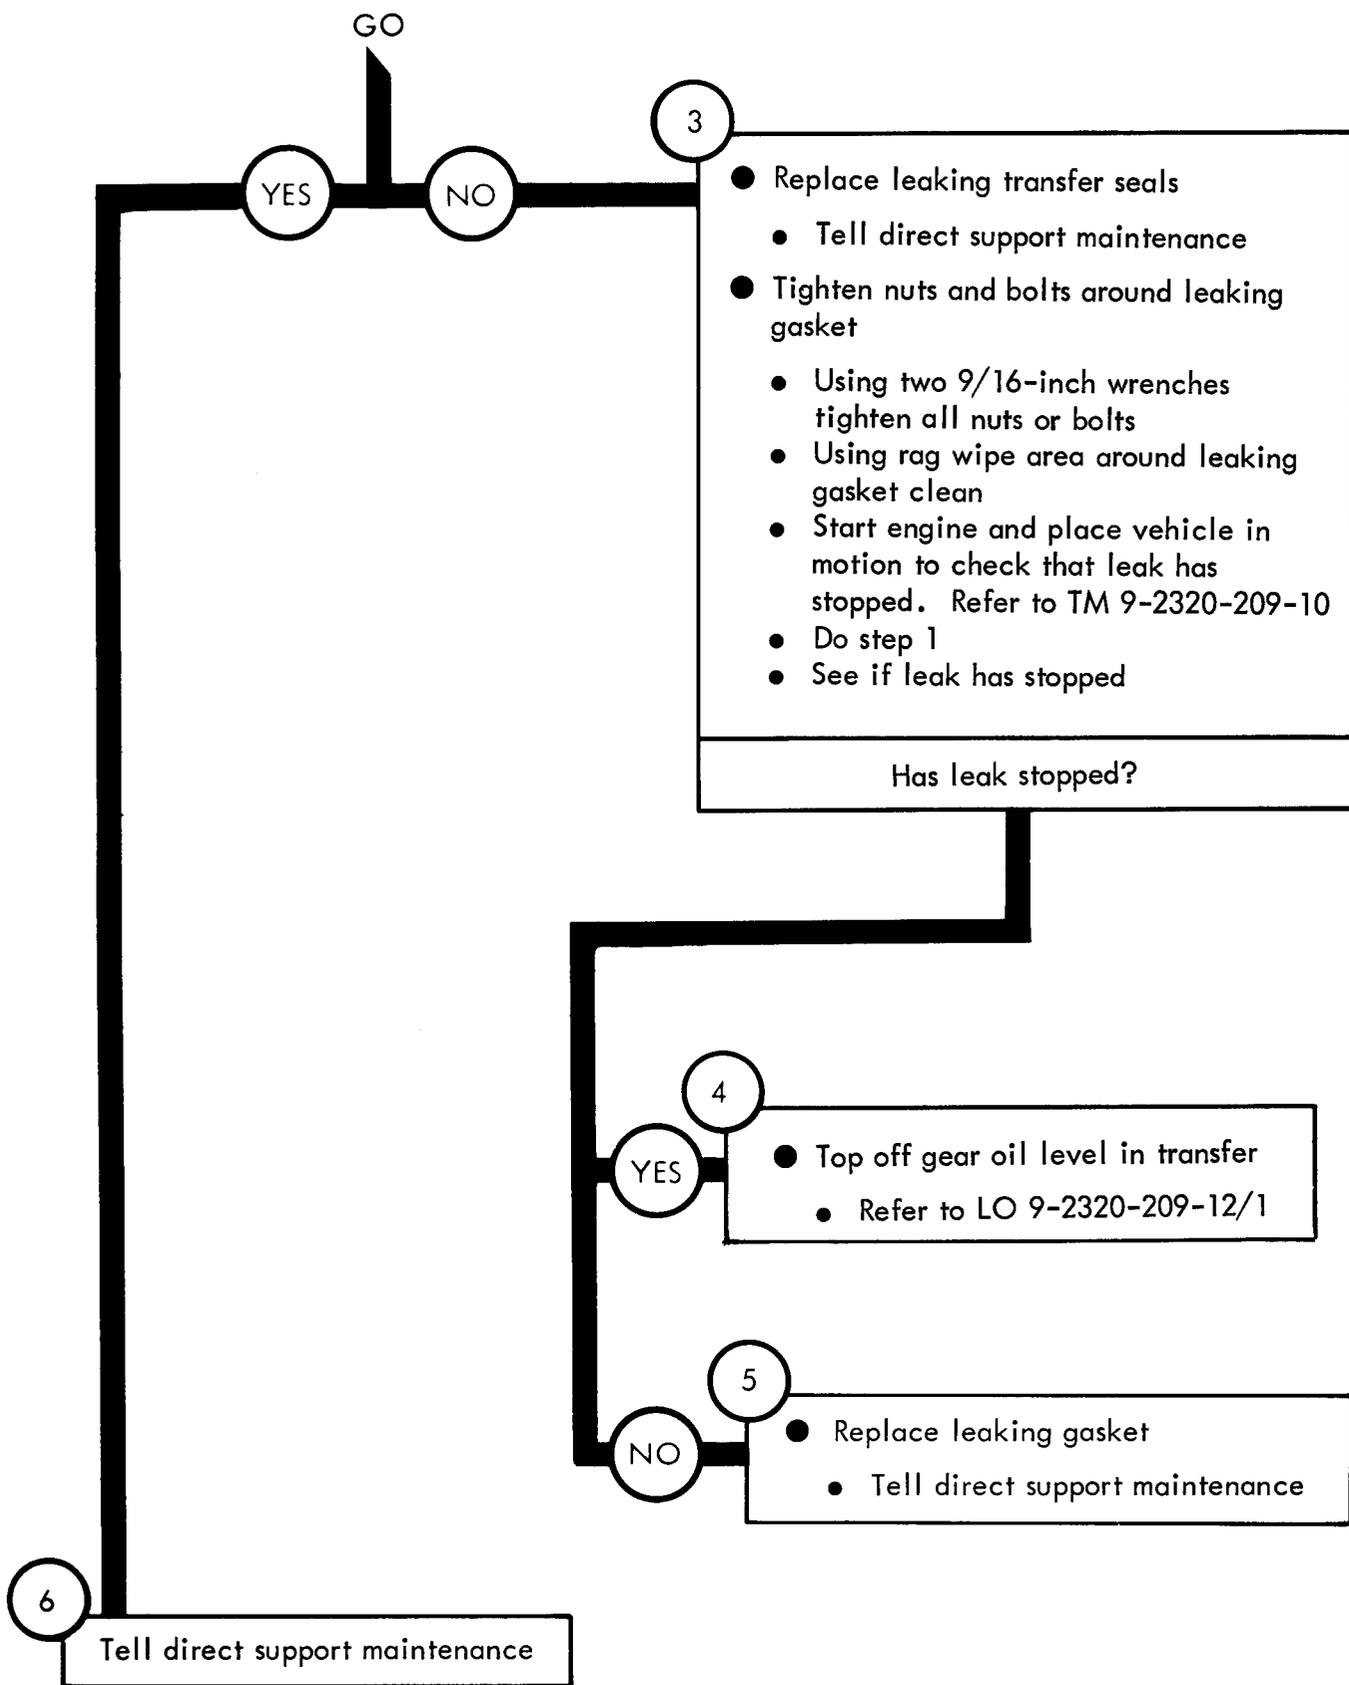 GO
YES
NO
3
● Replace leaking transfer seals
● Tell direct support maintenance
● Tighten nuts and bolts around leaking
gasket
● Using two 9/16-inch wrenches
tighten all nuts or bolts
● Using rag wipe area around leaking
gasket clean
● Start engine and place vehicle in
motion to check that leak has
stopped. Refer to TM 9-2320-209-10
● Do step 1
● See if leak has stopped
Has leak stopped?
4
YES
● Top off gear oil level in transfer
● Refer to LO 9-2320-209-12/1
5
NO
● Replace leaking gasket
● Tell direct support maintenance
6
Tell direct support maintenance